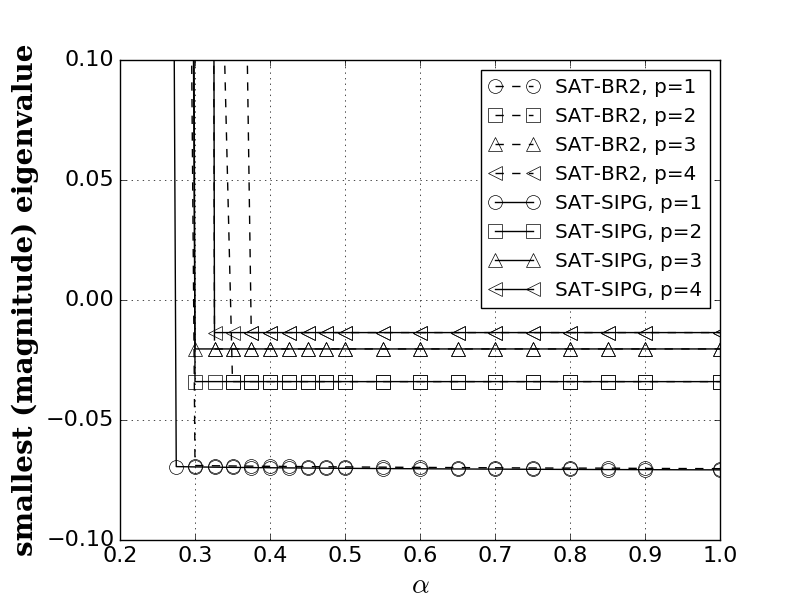 smallest (magnitude) eigenvalue
0.10
0.05
0.00
−0.05
−0.10
SAT-BR2, p=1
SAT-BR2, p=2
SAT-BR2, p=3
SAT-BR2, p=4
SAT-SIPG, p=1
SAT-SIPG, p=2
SAT-SIPG, p=3
SAT-SIPG, p=4
0.2 0.3 0.4 0.5 0.6 0.7 0.8 0.9 1.0
α